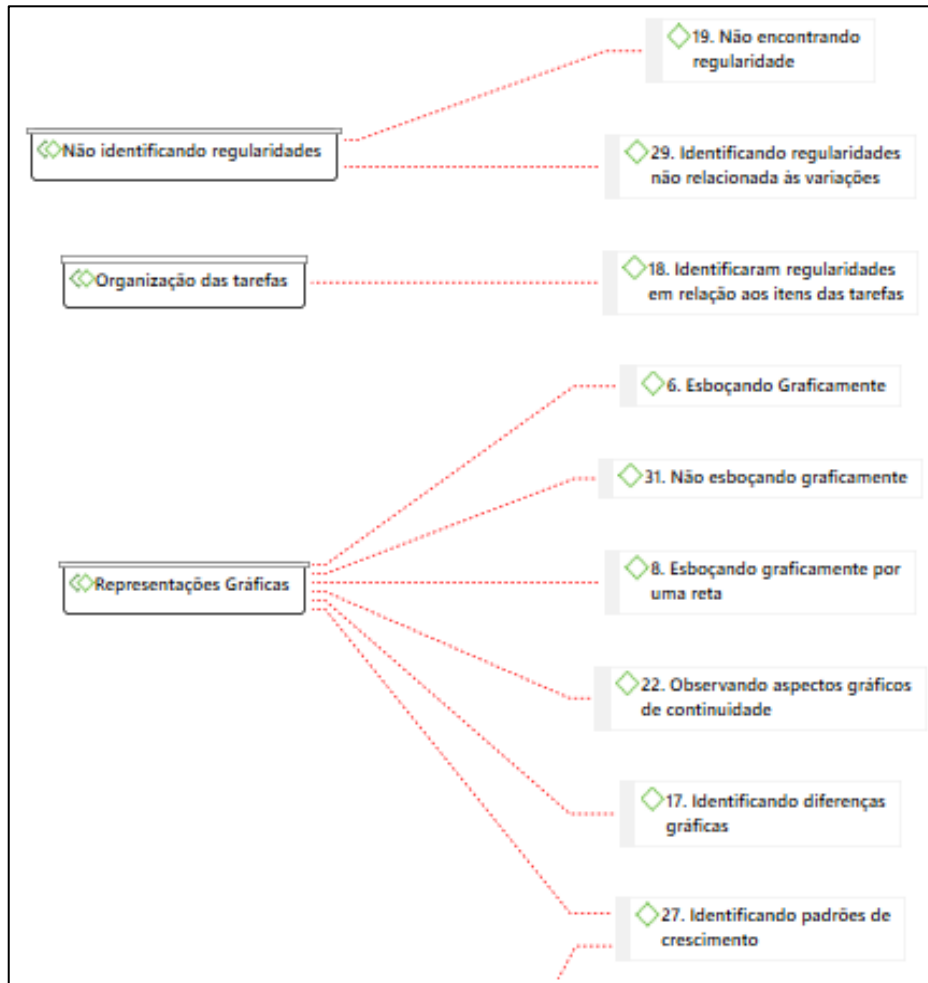 19. Não encontrando
regularidade
Não identificando regularidades
29. Identificando regularidades
não relacionada às variações
Organização das tarefas
18. Identificaram regularidades
em relação aos itens das tarefas
6. Esboçando Graficamente
31. Não esboçando graficamente
Representações Gráficas
8. Esboçando graficamente por
uma reta
22. Observando aspectos gráficos
de continuidade
17. Identificando diferenças
gráficas
27. Identificando padrões de
crescimento